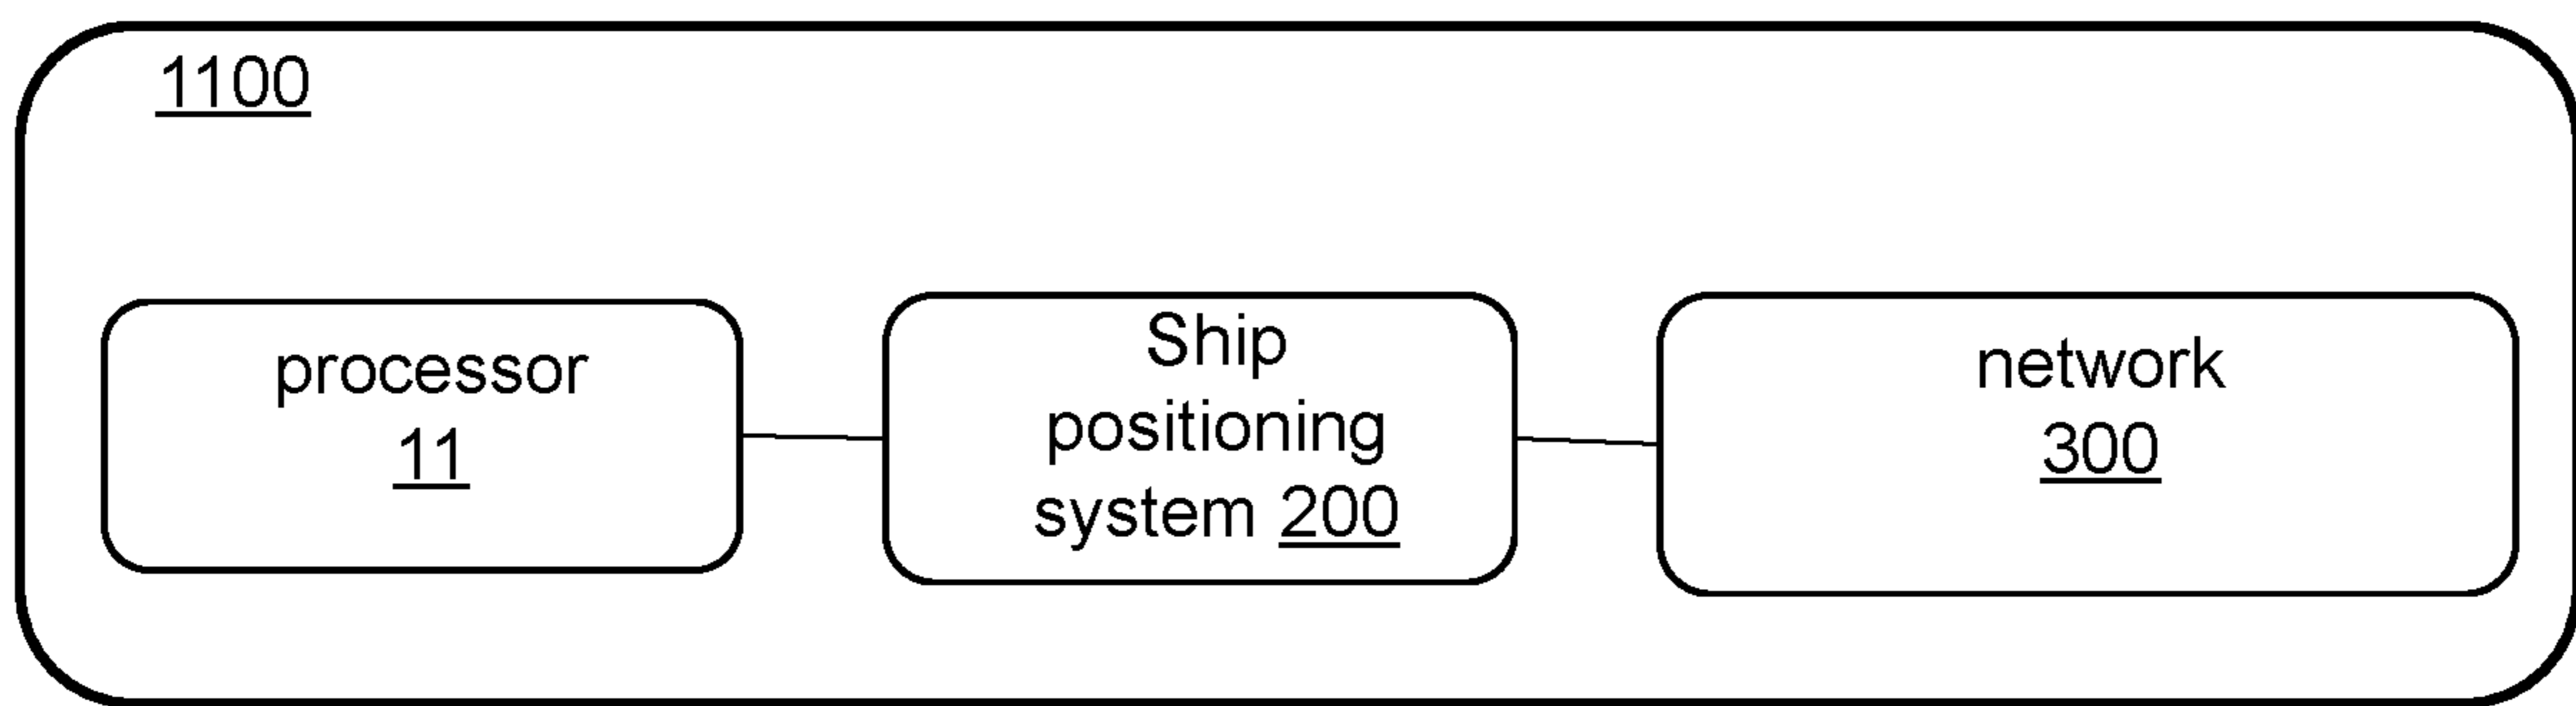 1100
processor
11
Ship
positioning
system 200
network
300